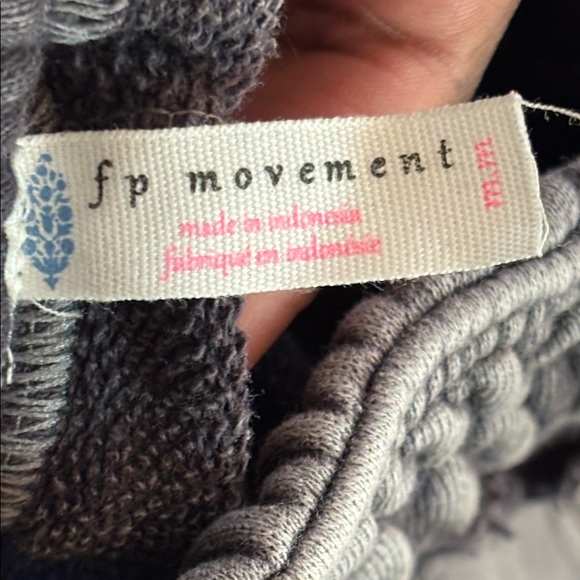 fp movement
m.m
made in indonesia
fabriqué en indonésie